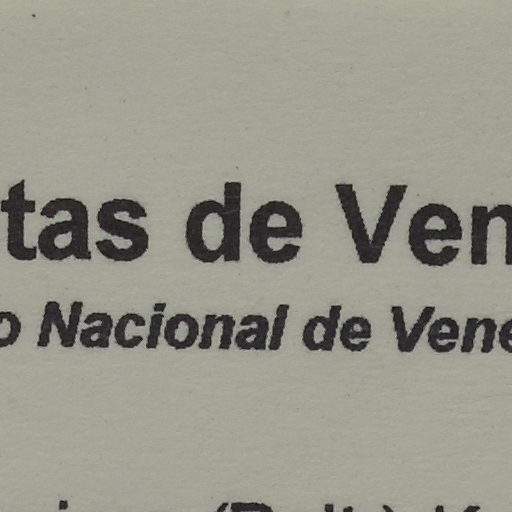 tas de Ven
o Nacional de Vene